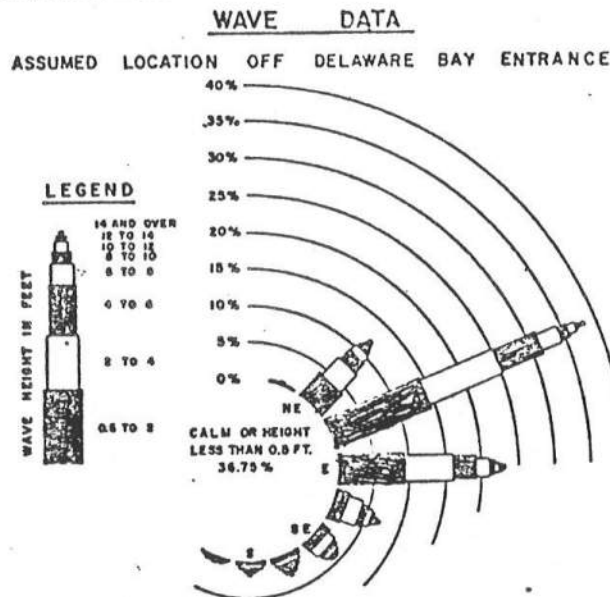 WAVE DATA
ASSUMED LOCATION OFF DELAWARE BAY ENTRANCE
40%
35%
30%
25%
20%
15%
10%
5%
0%
LEGEND
14 AND OVER
12 TO 14
10 TO 12
8 TO 10
6 TO 8
4 TO 6
2 TO 4
0.5 TO 2
WAVE HEIGHT IN FEET
NE
CALM OR HEIGHT
LESS THAN 0.5 FT.
36.75%
E
SE
S